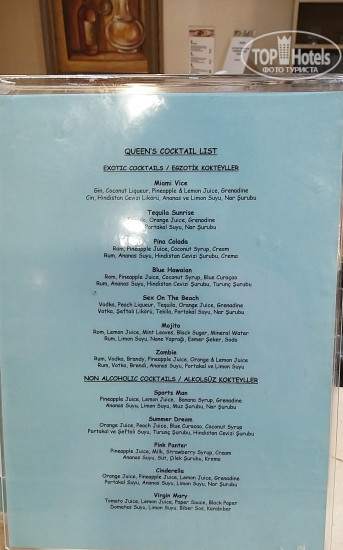 TOPHotels
ФОТО ТУРИСТА
QUEEN'S COCKTAIL LIST
EXOTIC COCKTAILS / EGZOTİK KOKTEYLLER
Miami Vice
Gin, Coconut Liqueur, Pineapple & Lemon Juice, Grenadine
Cin, Hindistan Cevizi Likörü, Ananas ve Limon Suyu, Nar Şurubu
Tequila Sunrise
Orange Juice, Grenadine
Portakal Suyu, Nar Şurubu
Pina Colada
Rom, Pineapple Juice, Coconut Syrup, Cream
Rum, Ananas Suyu, Hindistan Cevizi Şurubu, Crema
Blue Hawaian
Rom, Pineapple Juice, Coconut Syrup, Blue Curaçao
Rum, Ananas Suyu, Hindistan Cevizi Şurubu, Turunç Şurubu
Sex On The Beach
Vodka, Peach Liqueur, Tequila, Orange Juice, Grenadine
Votka, Şeftali Likörü, Tekila, Portakal Suyu, Nar Şurubu
Mojito
Rum, Lemon Juice, Mint Leaves, Black Sugar, Mineral Water
Rum, Limon Suyu, Nane Yaprağı, Esmer Şeker, Soda
Zombie
Rum, Vodka, Brandy, Pineapple Juice, Orange & Lemon Juice
Rum, Votka, Brendi, Ananas Suyu, Portakal ve Limon Suyu
NON ALCOHOLIC COCKTAILS / ALKOLSÜZ KOKTEYLLER
Sports Man
Pineapple Juice, Lemon Juice, Banana Syrup, Grenadine
Ananas Suyu, Limon Suyu, Muz Şurubu, Nar Şurubu
Summer Dream
Orange Juice, Peach Juice, Blue Curacao, Coconut Syrup
Portakal ve Şeftali Suyu, Turunç Şurubu, Hindistan Cevizi Şurubu
Pink Panter
Pineapple Juice, Milk, Strawberry Syrup, Cream
Ananas Suyu, Süt, Çilek Şurubu, Krema
Cinderella
Orange Juice, Pineapple Juice, Lemon Juice, Grenadine
Portakal Suyu, Ananas Suyu, Limon Suyu, Nar Şurubu
Virgin Mary
Tomato Juice, Lemon Juice, Paper Sauce, Black Paper
Domates Suyu, Limon Suyu, Biber Sos, Karabiber